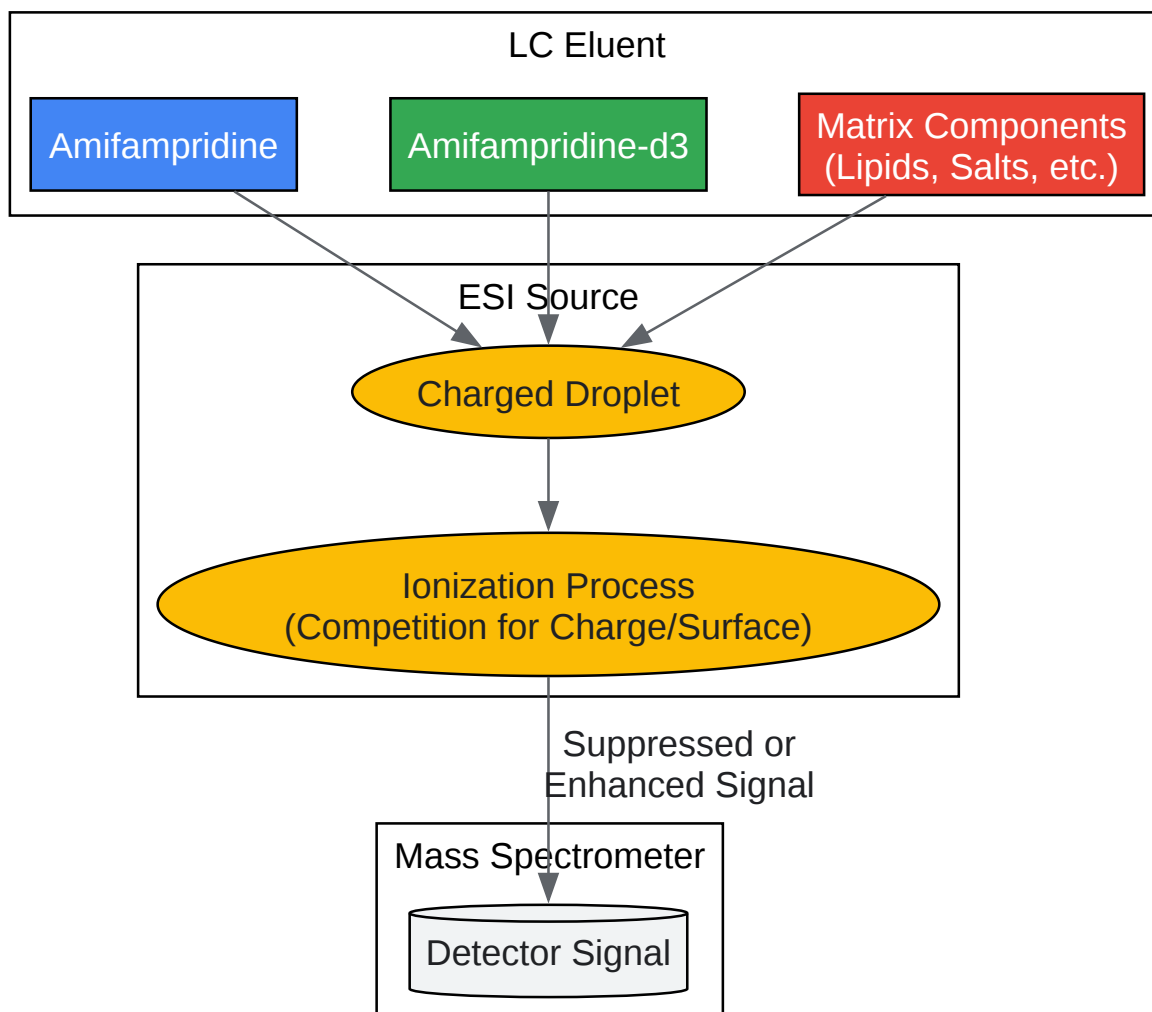 LC Eluent
Amifampridine
Amifampridine-d3
Matrix Components
(Lipids, Salts, etc.)
ESI Source
Charged Droplet
Ionization Process
(Competition for Charge/Surface)
Suppressed or
Enhanced Signal
Mass Spectrometer
Detector Signal